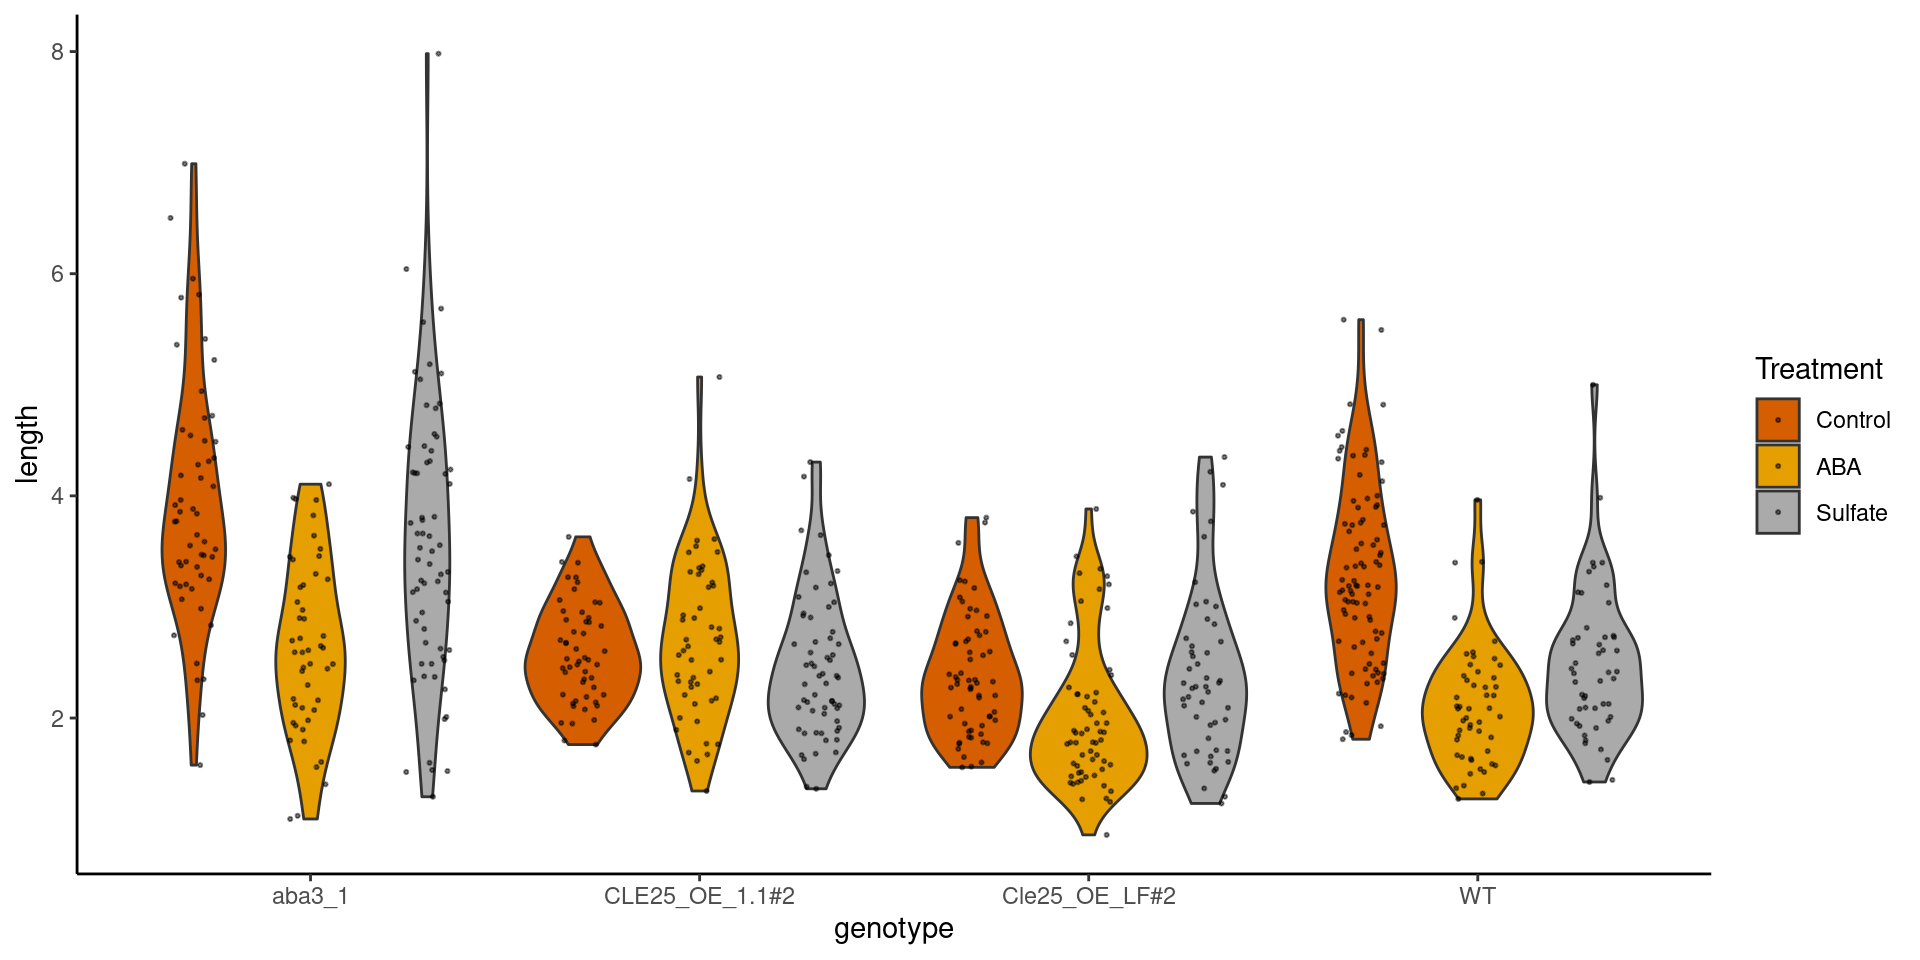 8
6
4
2
length
aba3_1
CLE25_OE_1.1#2
Cle25_OE_LF#2
WT
genotype
Treatment
Control
ABA
Sulfate